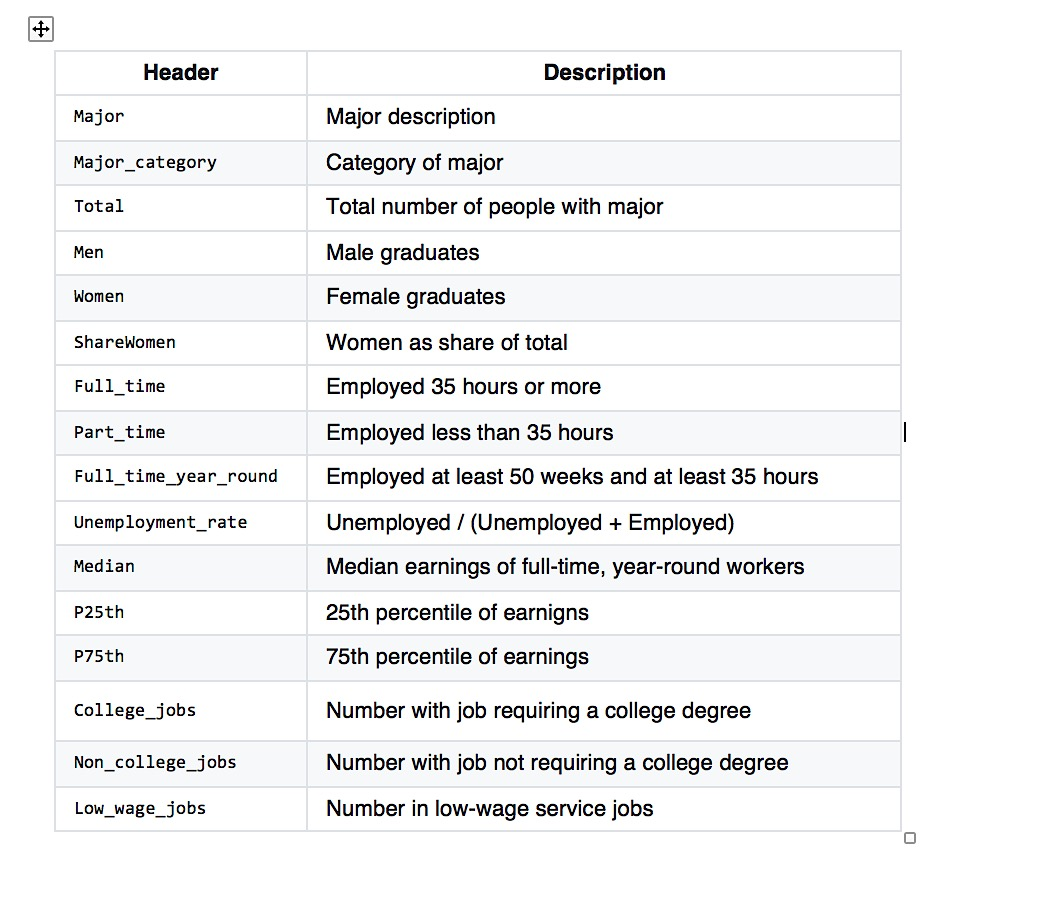 Header Description
Major Major description
Major_category Category of major
Total Total number of people with major
Men Male graduates
Women Female graduates
ShareWomen Women as share of total
Full_time Employed 35 hours or more
Part_time Employed less than 35 hours
Full_time_year_round Employed at least 50 weeks and at least 35 hours
Unemployment_rate Unemployed / (Unemployed + Employed)
Median Median earnings of full-time, year-round workers
P25th 25th percentile of earnigns
P75th 75th percentile of earnings
College_jobs Number with job requiring a college degree
Non_college_jobs Number with job not requiring a college degree
Low_wage_jobs Number in low-wage service jobs